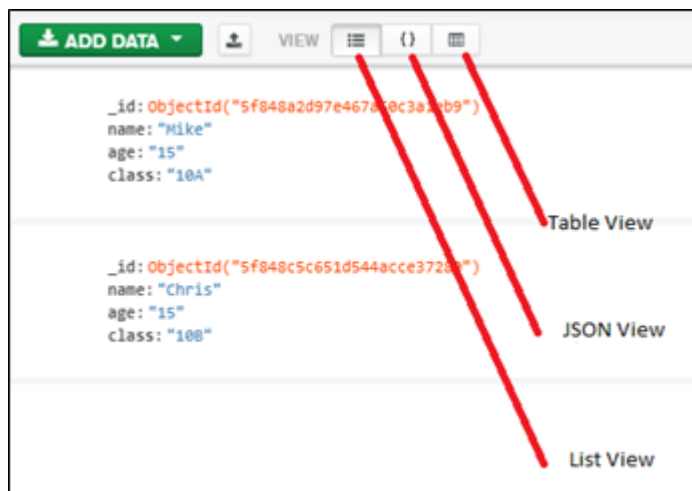 ADD DATA
VIEW
{}
_id: ObjectId("5f848a2d97e467a50c3a1eb9")
name: "Mike"
age: "15"
class: "10A"
Table View
_id: ObjectId("5f848c5c651d544acce3728
name: "Chris"
age: "15"
class: "10B"
JSON View
List View